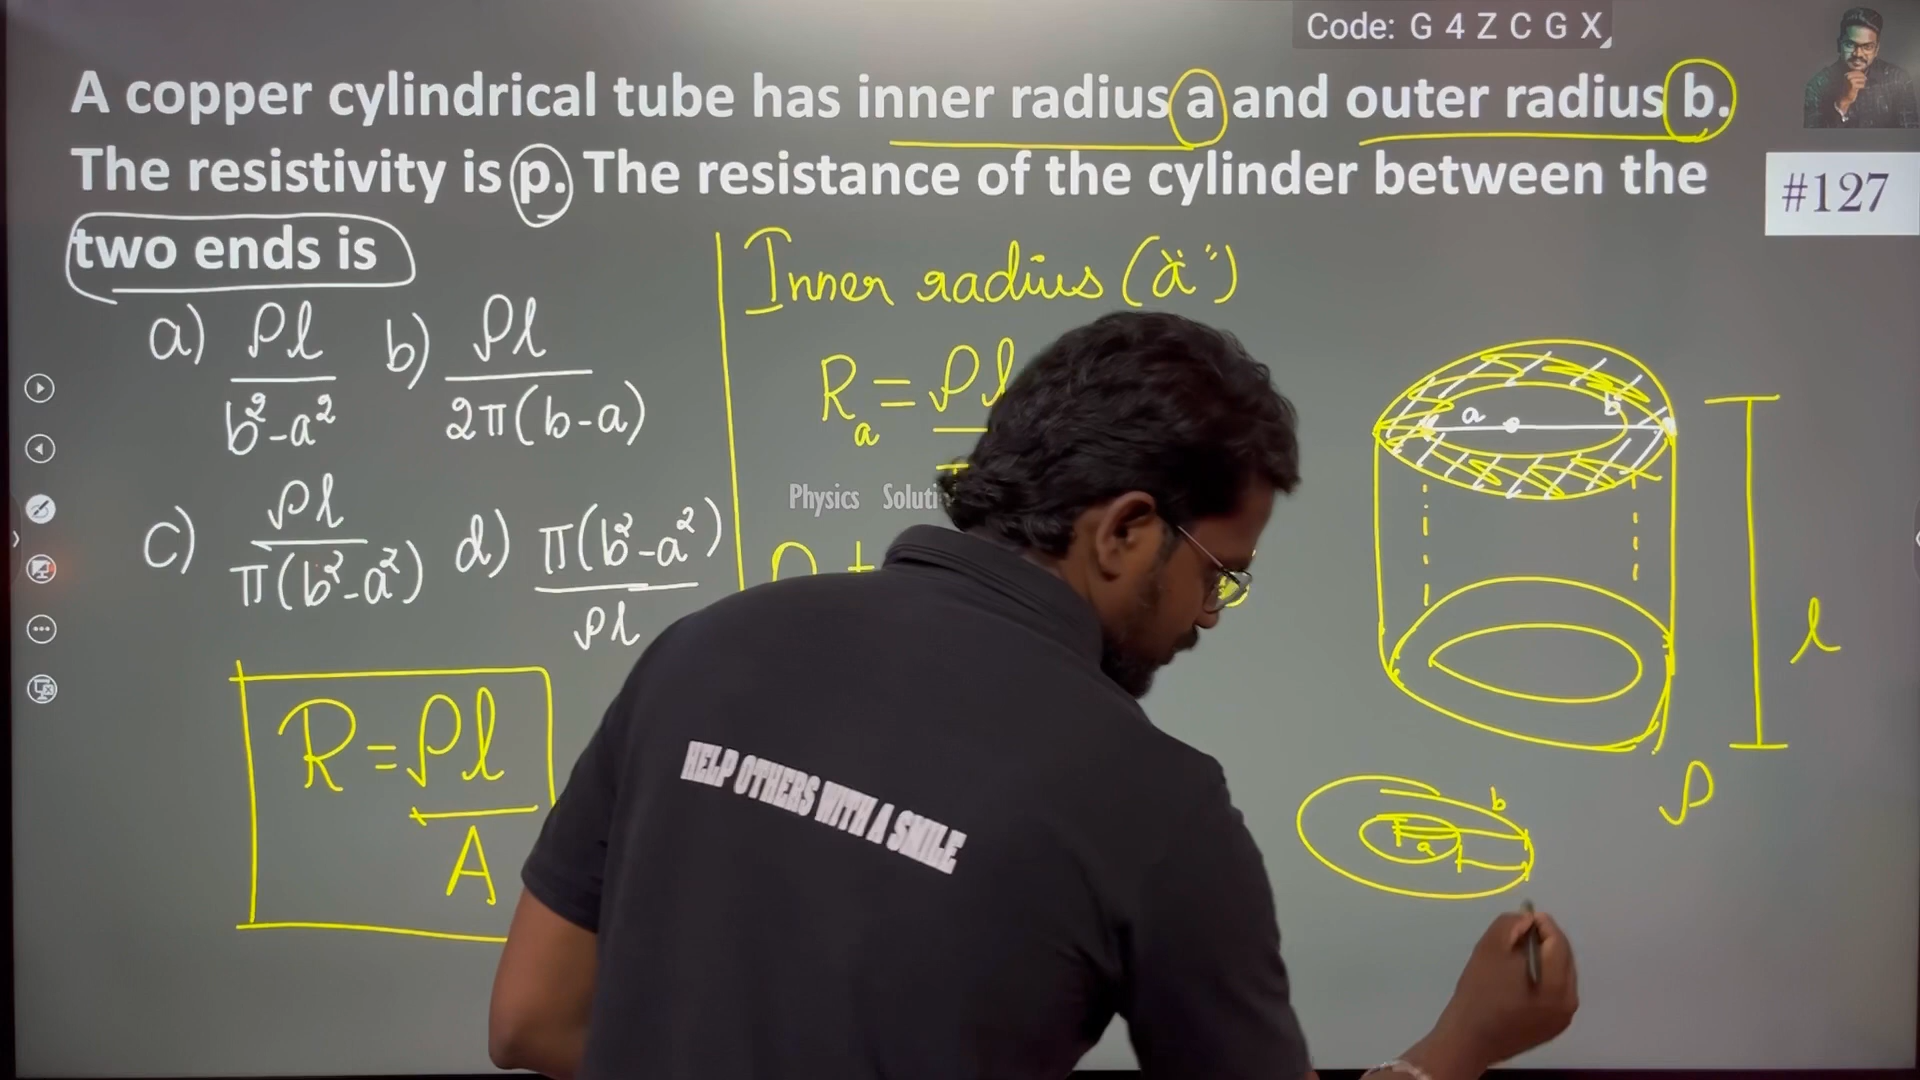 Code: G 4 Z C G X
A copper cylindrical tube has inner radius a and outer radius b.
The resistivity is p. The resistance of the cylinder between the
two ends is
#127
a) ρl / b²-a² b) ρl / 2π(b-a)
c) ρl / π(b²-a²) d) π(b²-a²) / ρl
R = ρl / A
Inner radius ("a")
R_a = ρl
Physics Soluti
a b
l
ρ
b
a
HELP OTHERS WITH A SMILE